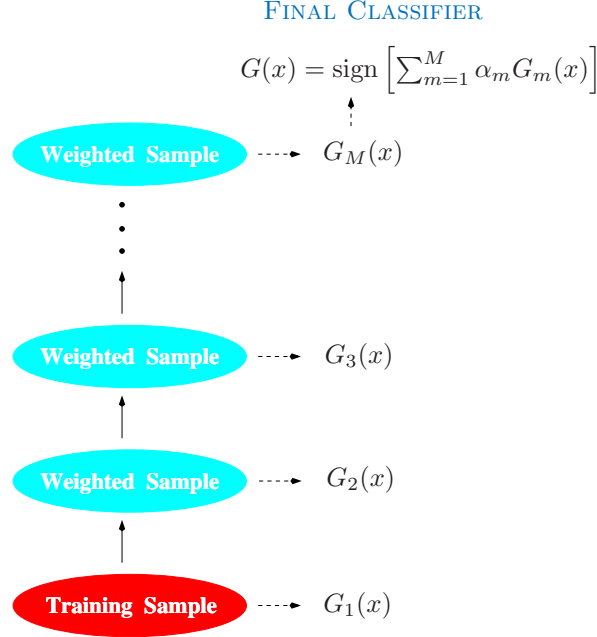 FINAL CLASSIFIER
G(x) = sign [∑_{m=1}^{M} α_m G_m(x)]
Weighted Sample G_M(x)
Weighted Sample G_3(x)
Weighted Sample G_2(x)
Training Sample G_1(x)